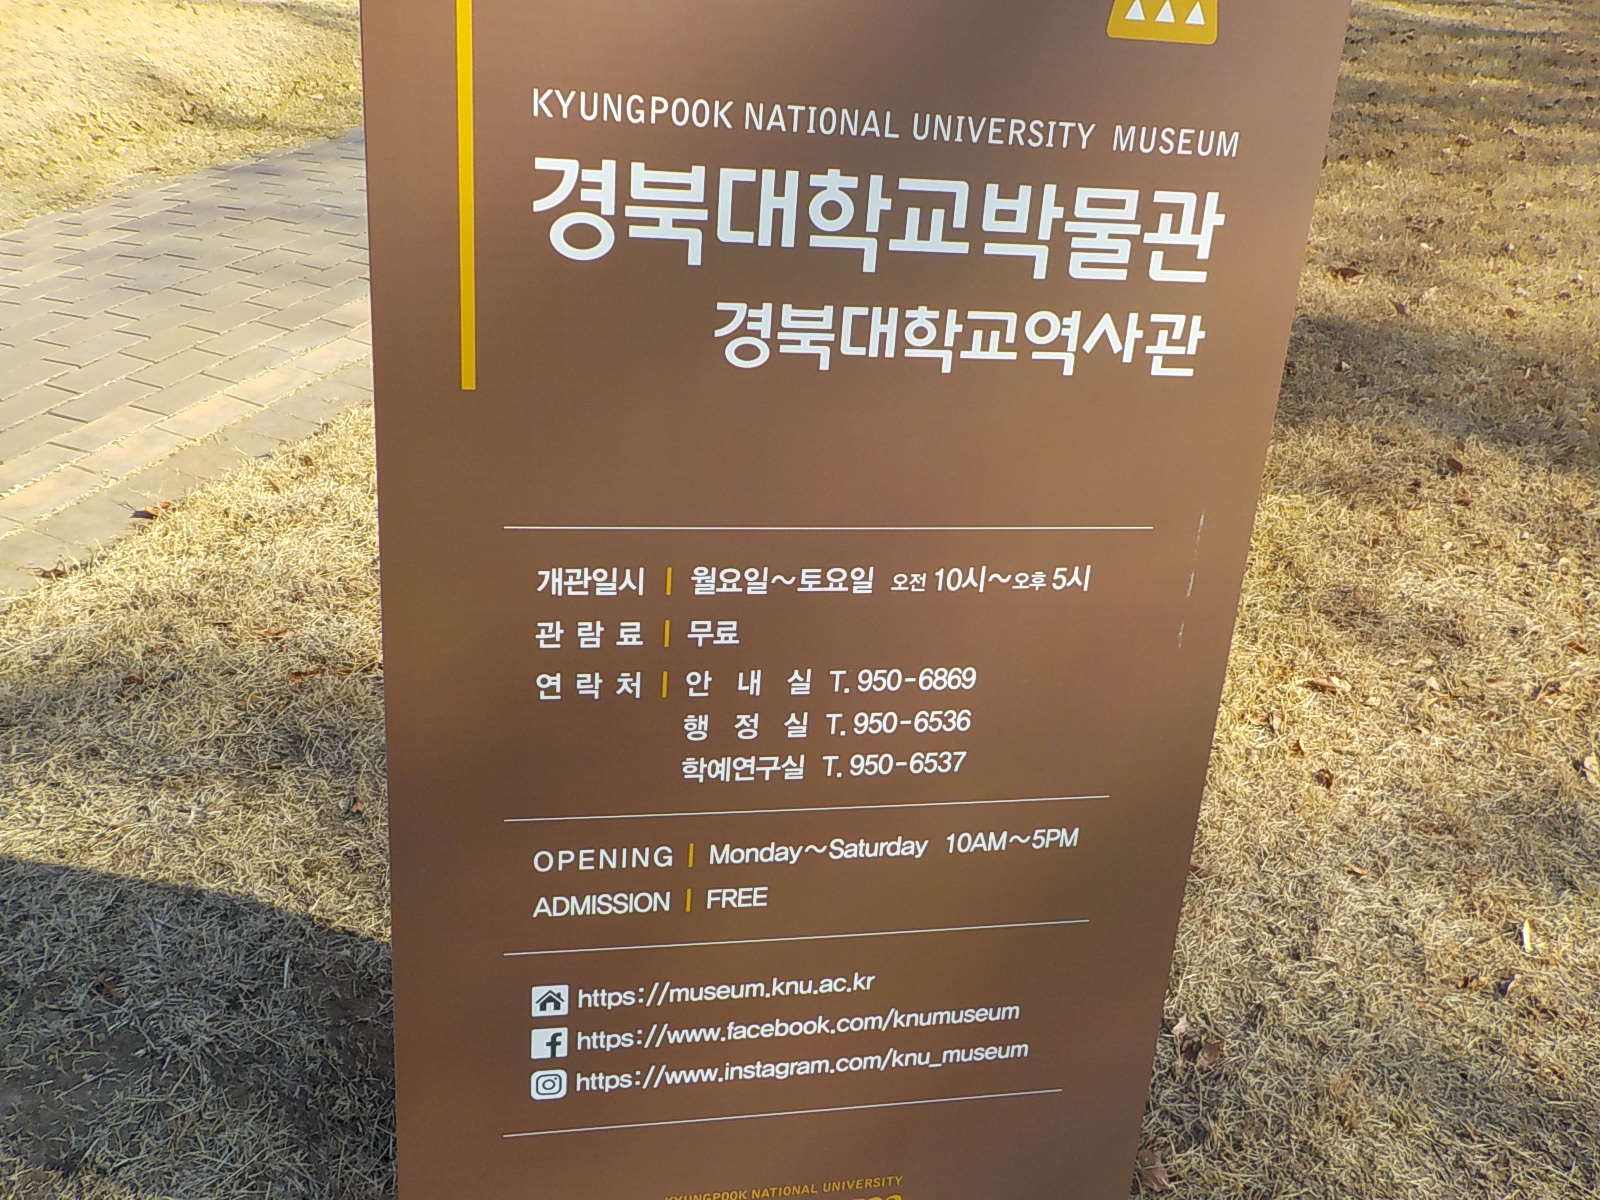 KYUNGPOOK NATIONAL UNIVERSITY MUSEUM
경북대학교박물관
경북대학교역사관
개관일시 | 월요일~토요일 오전 10시~오후 5시
관 람 료 | 무료
연 락 처 | 안 내 실 T. 950-6869
행 정 실 T. 950-6536
학예연구실 T. 950-6537
OPENING | Monday~Saturday 10AM~5PM
ADMISSION | FREE
https://museum.knu.ac.kr
https://www.facebook.com/knumuseum
https://www.instagram.com/knu_museum
KYUNGPOOK NATIONAL UNIVERSITY